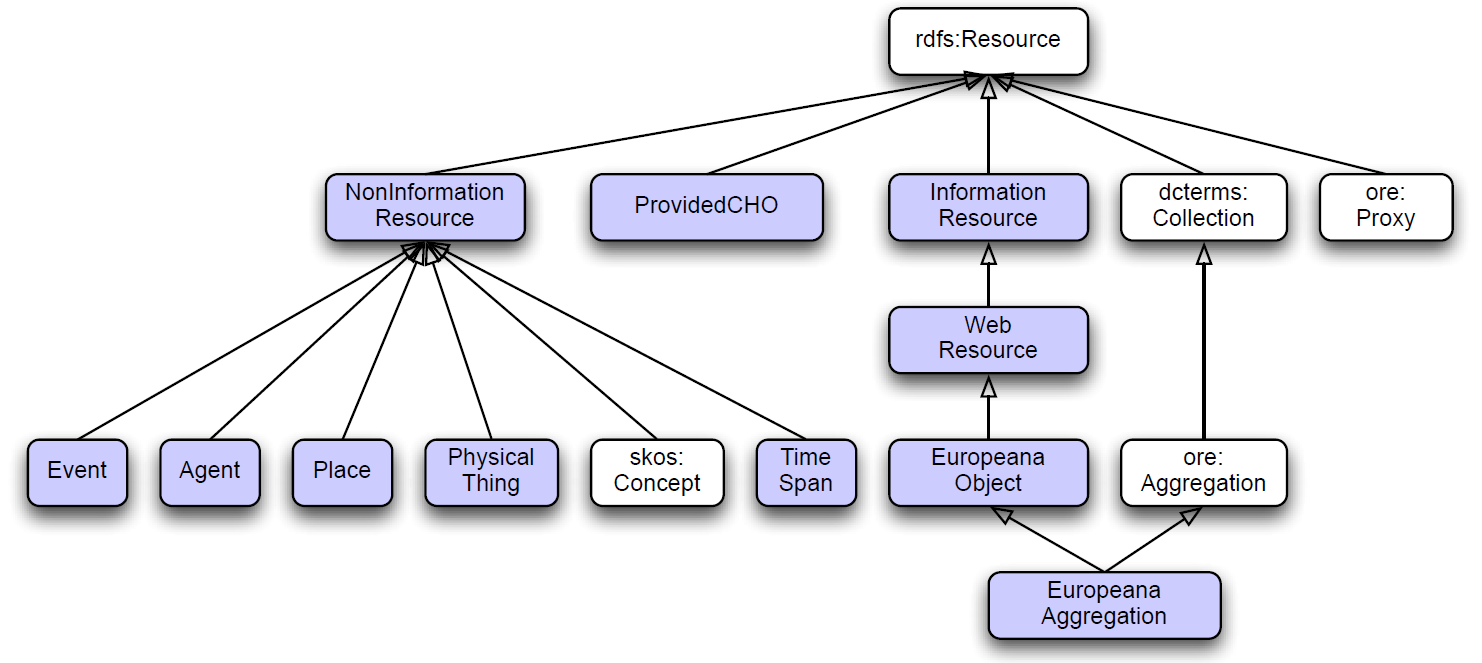 rdfs:Resource
NonInformation
Resource
ProvidedCHO
Information
Resource
dcterms:
Collection
ore:
Proxy
Web
Resource
Event
Agent
Place
Physical
Thing
skos:
Concept
Time
Span
Europeana
Object
ore:
Aggregation
Europeana
Aggregation